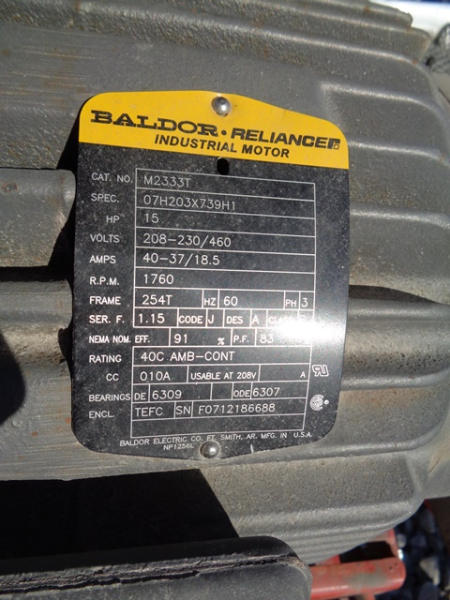 BALDOR • RELIANCE
INDUSTRIAL MOTOR
CAT. NO. M2333T
SPEC. 07H203X739H1
HP 15
VOLTS 208-230/460
AMPS 40-37/18.5
R.P.M. 1760
FRAME 254T HZ 60 PH 3
SER. F. 1.15 CODE J DES A CLASS
NEMA NOM. EFF. 91 % P.F. 83
RATING 40C AMB-CONT
CC 010A USABLE AT 208V A
BEARINGS DE 6309 ODE 6307
ENCL. TEFC SN F0712186688
BALDOR ELECTRIC CO. FT. SMITH, AR. MFG. IN U.S.A.
NP1256L